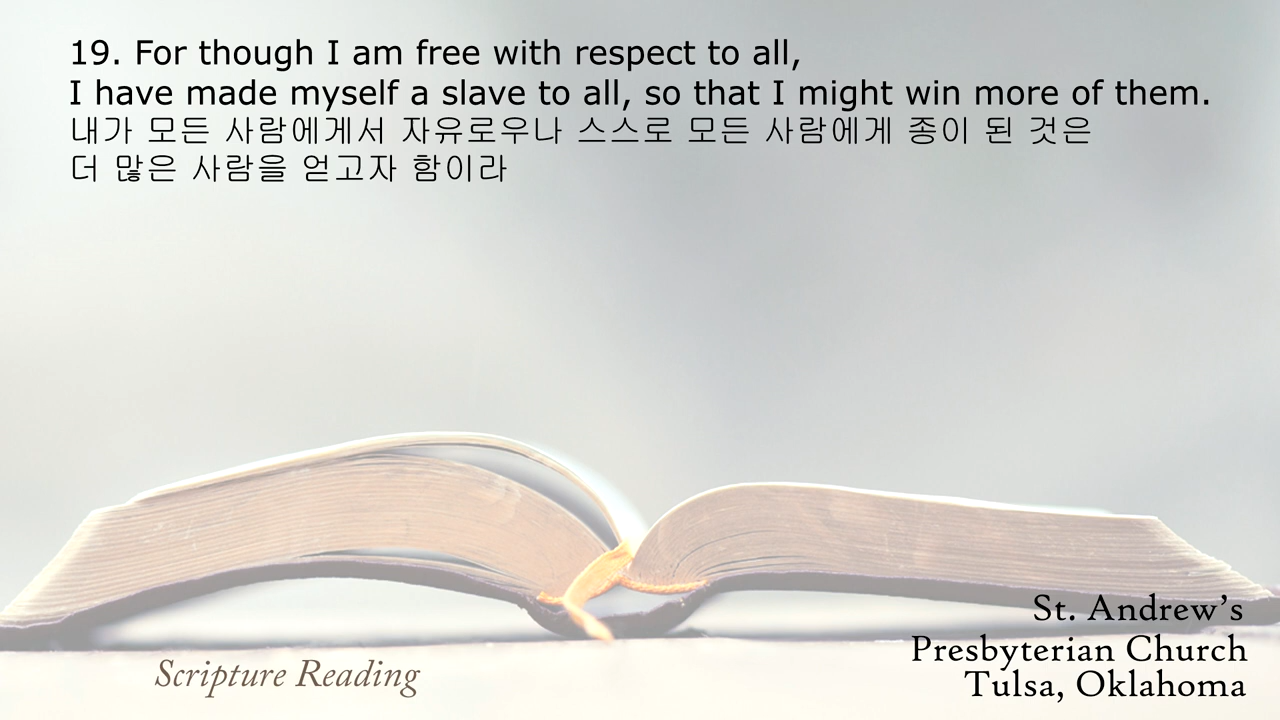 19. For though I am free with respect to all,
I have made myself a slave to all, so that I might win more of them.
내가 모든 사람에게서 자유로우나 스스로 모든 사람에게 종이 된 것은
더 많은 사람을 얻고자 함이라
St. Andrew’s
Presbyterian Church
Scripture Reading
Tulsa, Oklahoma